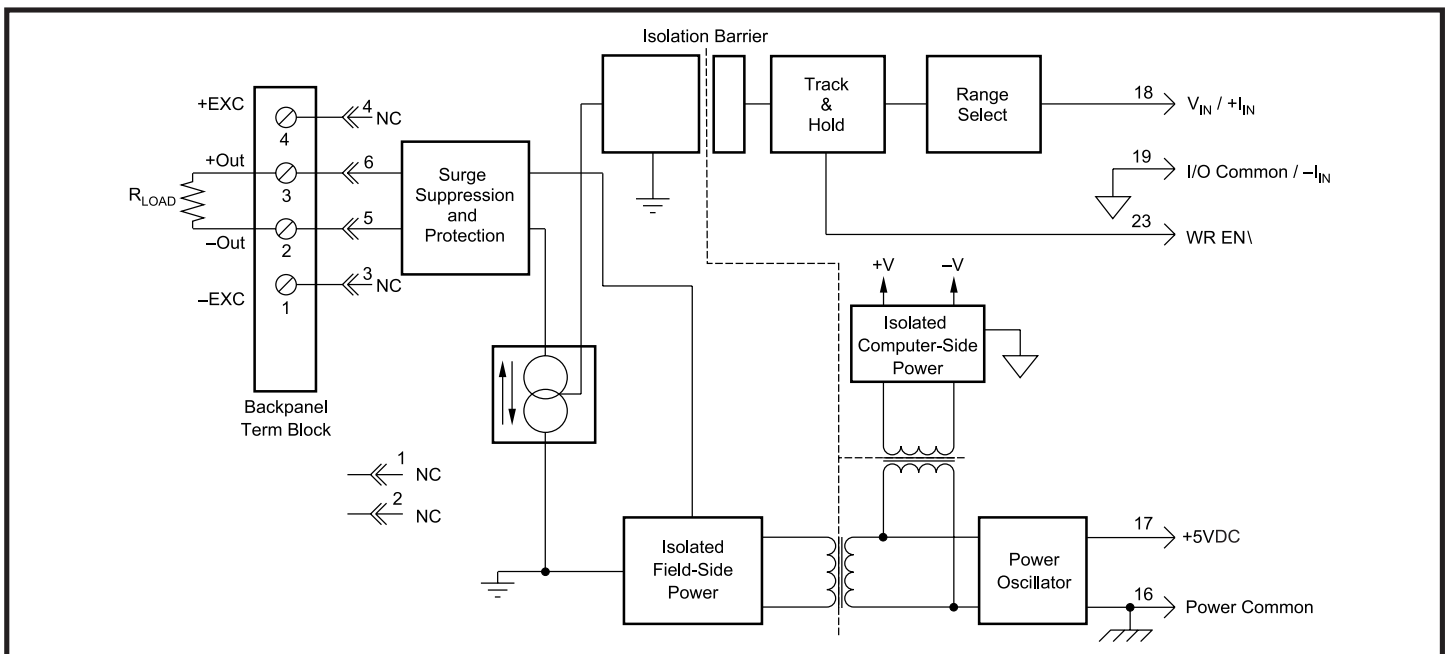 Isolation Barrier
+EXC
4
NC
4
+Out
6
3
R_LOAD
5
–Out
2
3
NC
–EXC
1
Backpanel
Term Block
Surge
Suppression
and
Protection
1
NC
2
NC
Track
&
Hold
Range
Select
18
V_IN / +I_IN
19
I/O Common / –I_IN
23
WR EN\
+V
–V
Isolated
Computer-Side
Power
Isolated
Field-Side
Power
Power
Oscillator
17
+5VDC
16
Power Common